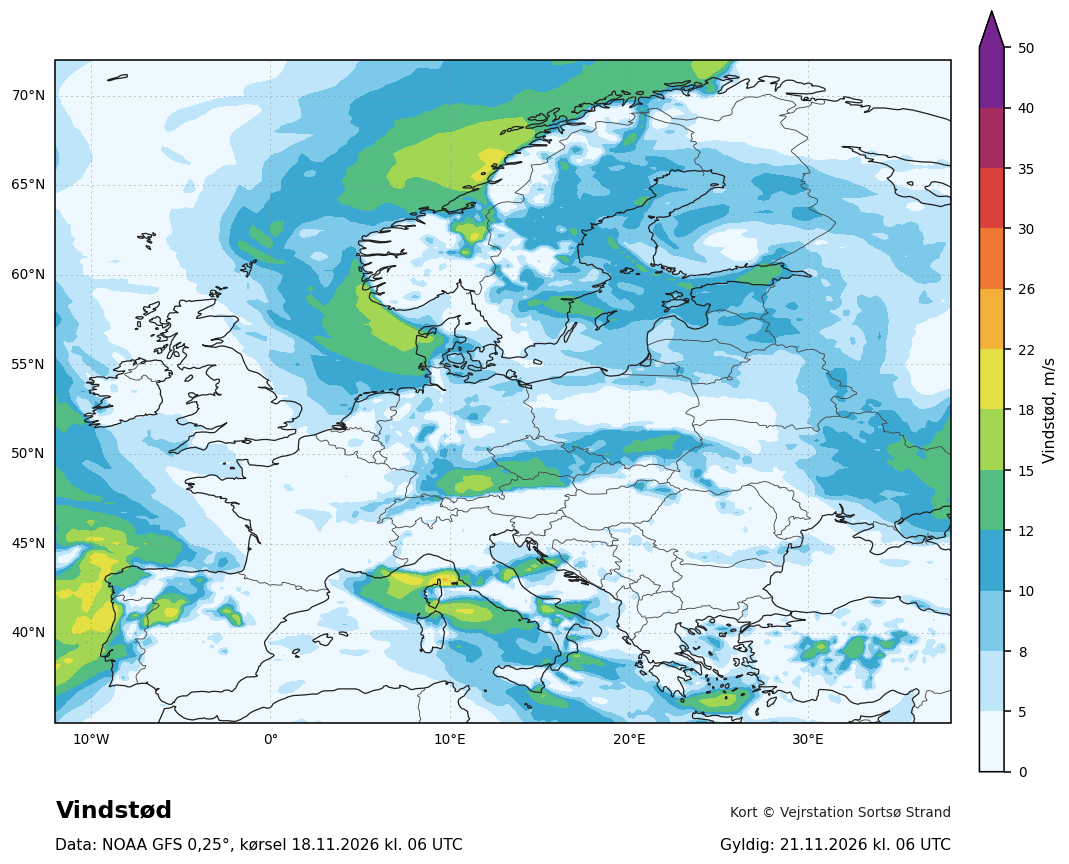 70°N
65°N
60°N
55°N
50°N
45°N
40°N
10°W 0° 10°E 20°E 30°E
50
40
35
30
26
22
18
15
12
10
8
5
0
Vindstød, m/s
Vindstød
Kort © Vejrstation Sortsø Strand
Data: NOAA GFS 0,25°, kørsel 18.11.2026 kl. 06 UTC
Gyldig: 21.11.2026 kl. 06 UTC